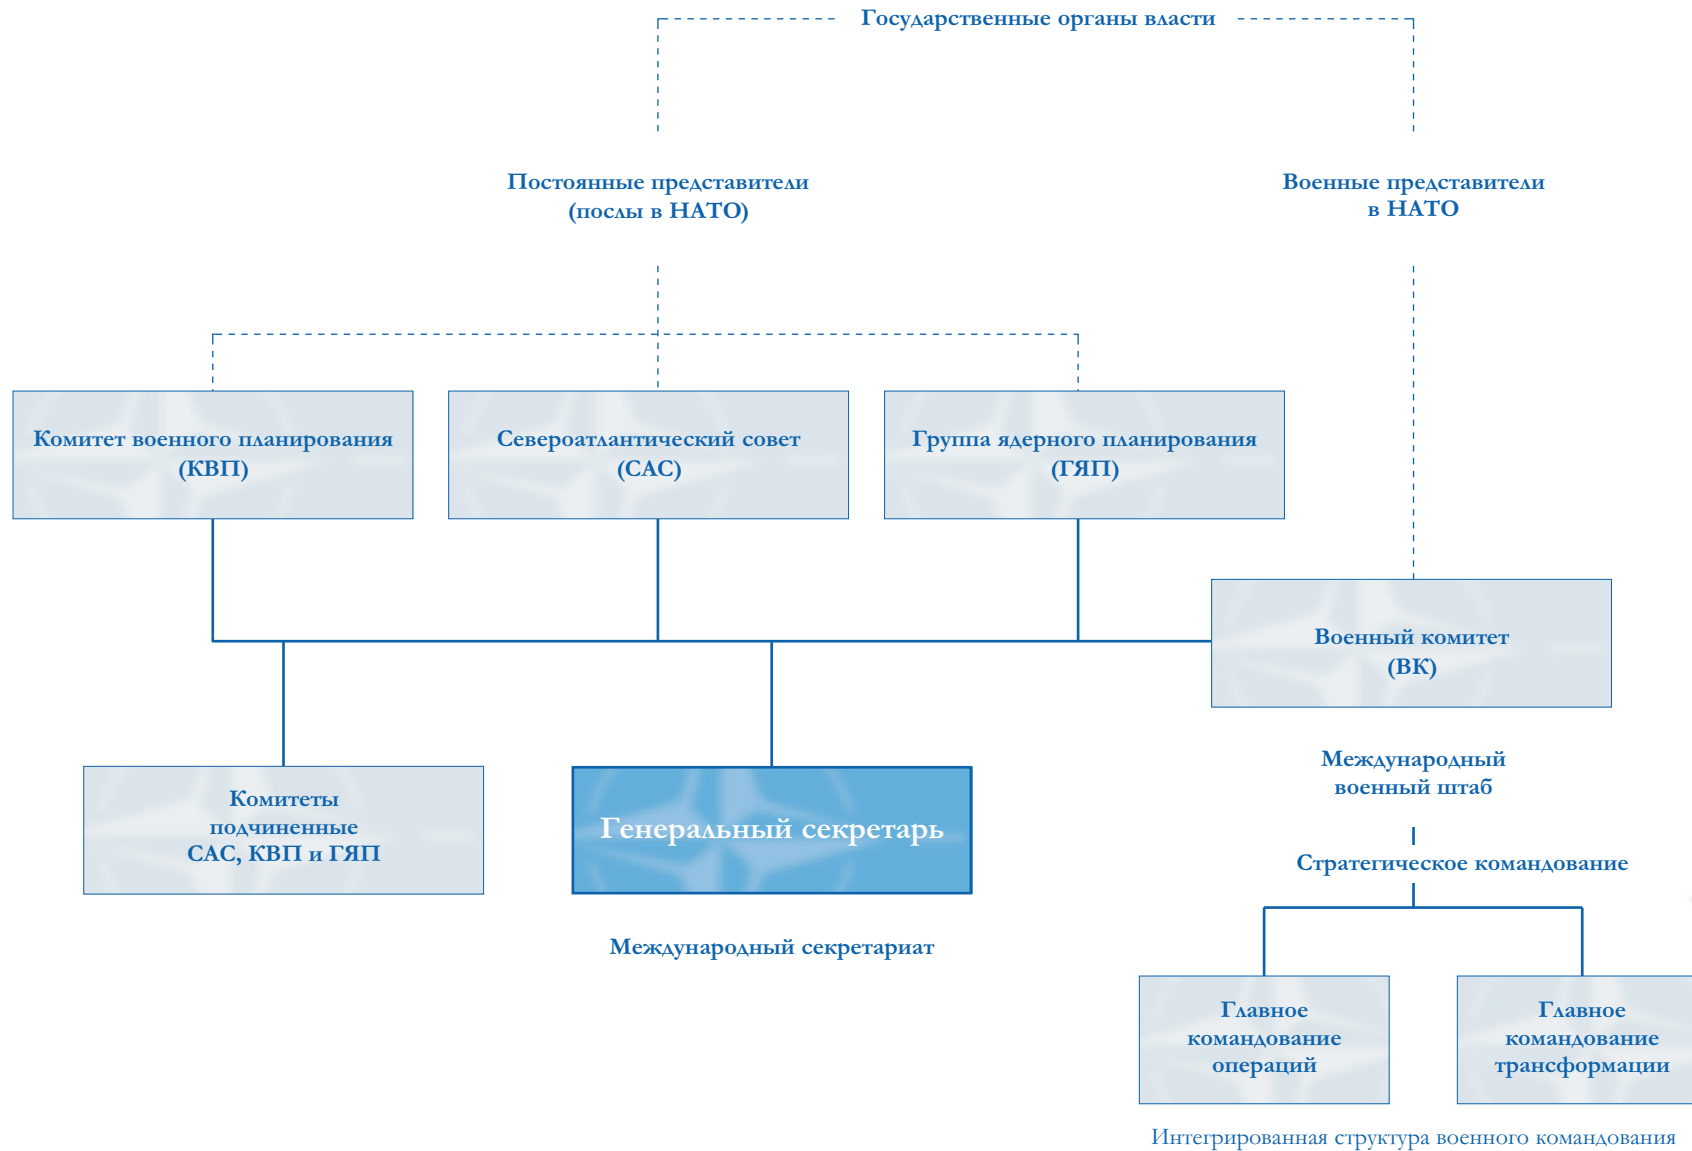 Государственные органы власти
Постоянные представители
(послы в НАТО)
Военные представители
в НАТО
Комитет военного планирования
(КВП)
Североатлантический совет
(САС)
Группа ядерного планирования
(ГЯП)
Военный комитет
(ВК)
Комитеты
подчиненные
САС, КВП и ГЯП
Генеральный секретарь
Международный секретариат
Международный
военный штаб
Стратегическое командование
Главное
командование
операций
Главное
командование
трансформации
Интегрированная структура военного командования